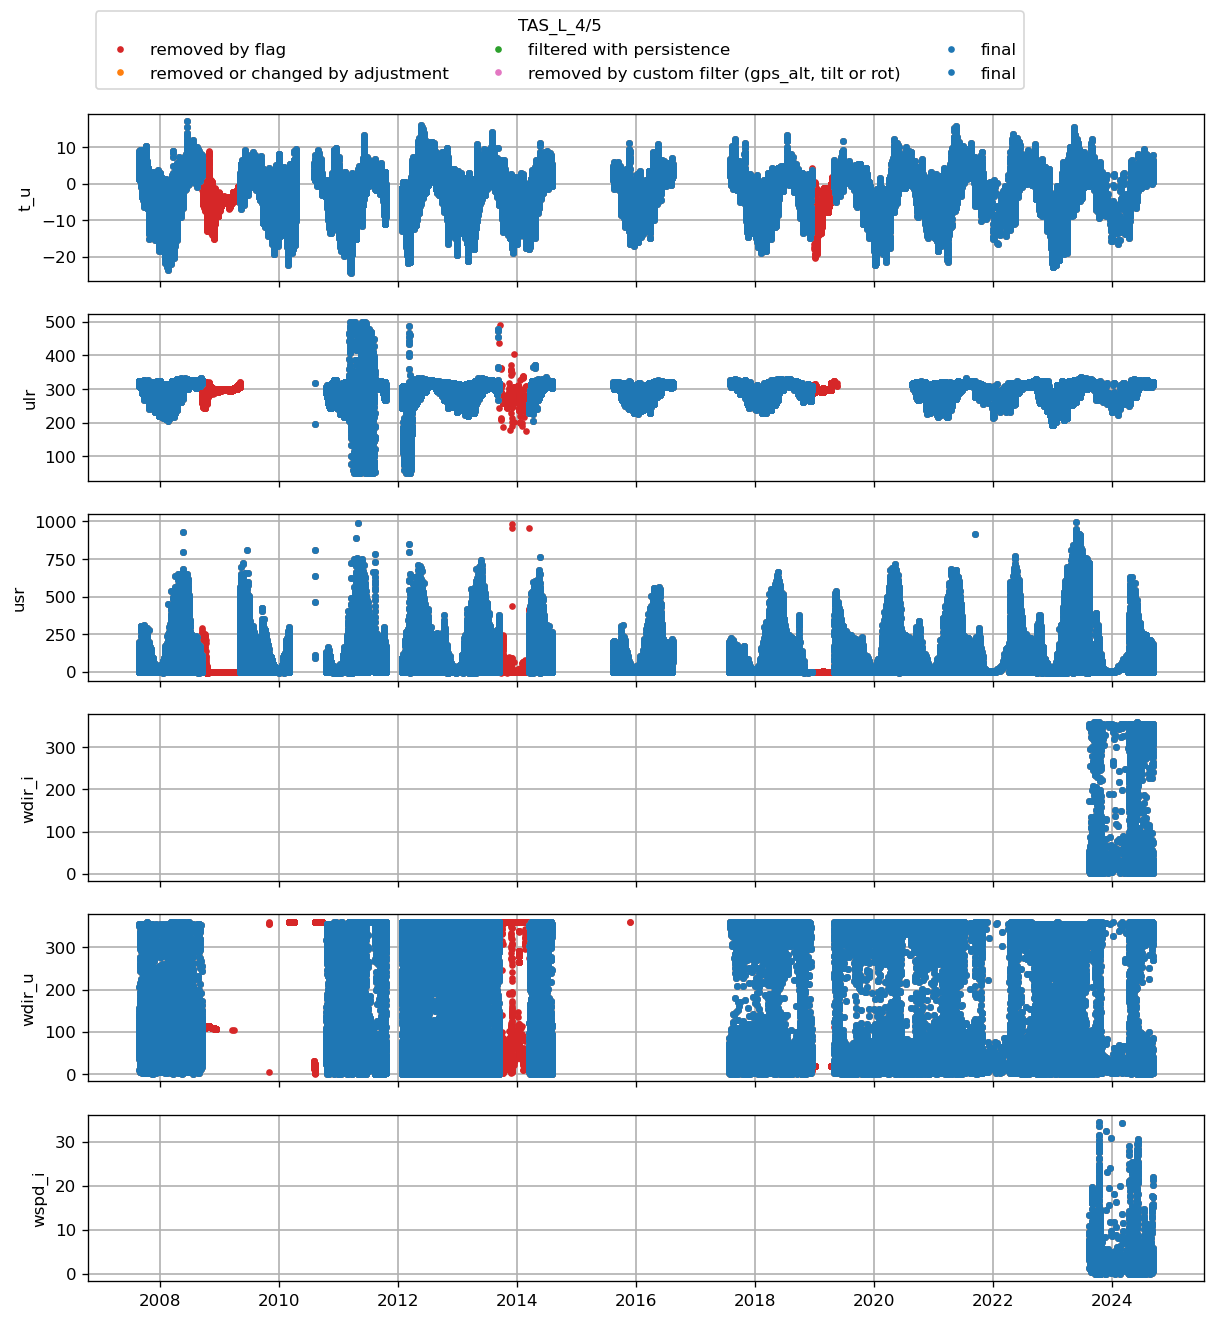 TAS_L_4/5
removed by flag
filtered with persistence
final
removed or changed by adjustment
removed by custom filter (gps_alt, tilt or rot)
final
10
0
−10
−20
t_u
500
400
300
200
100
ulr
1000
750
500
250
0
usr
300
200
100
0
wdir_i
300
200
100
0
wdir_u
30
20
10
0
wspd_i
2008 2010 2012 2014 2016 2018 2020 2022 2024